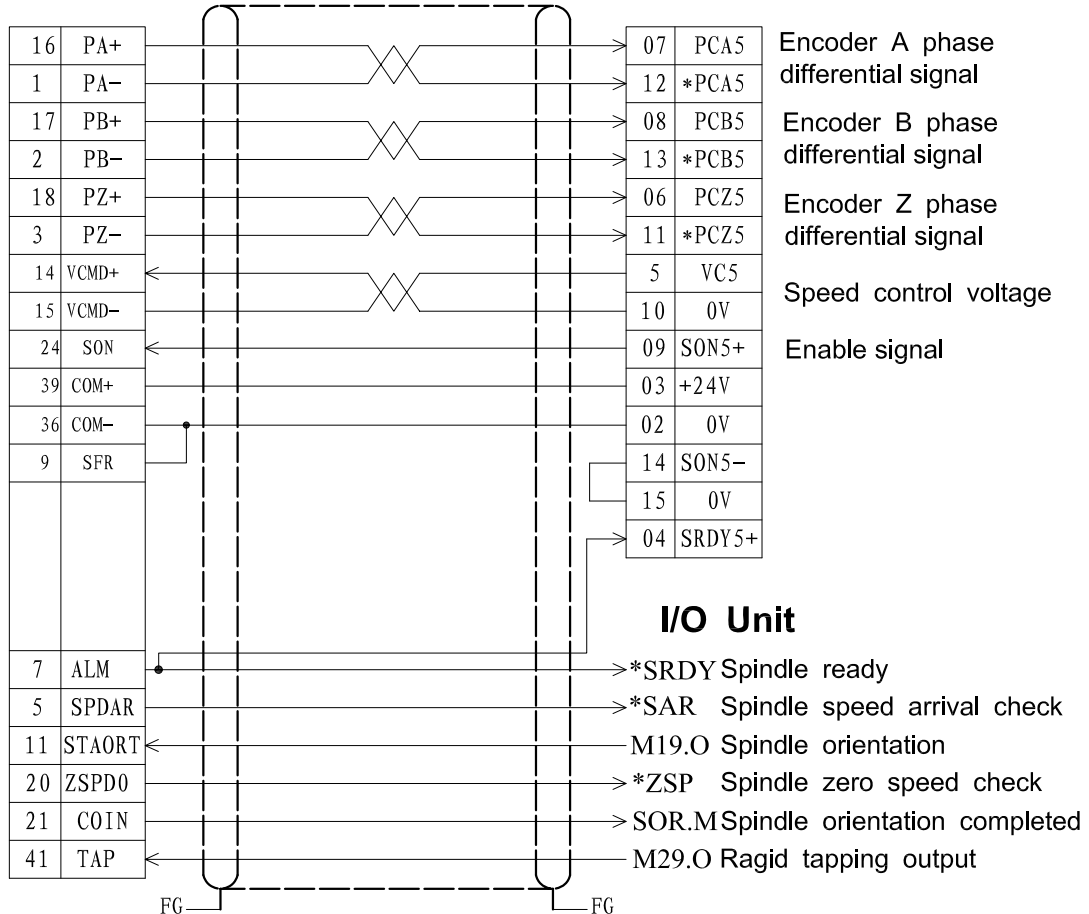 16 PA+ 07 PCA5 Encoder A phase
1 PA− 12 *PCA5 differential signal
17 PB+ 08 PCB5 Encoder B phase
2 PB− 13 *PCB5 differential signal
18 PZ+ 06 PCZ5 Encoder Z phase
3 PZ− 11 *PCZ5 differential signal
14 VCMD+ 5 VC5
Speed control voltage
15 VCMD− 10 0V
24 SON 09 SON5+ Enable signal
39 COM+ 03 +24V
36 COM− 02 0V
9 SFR 14 SON5−
15 0V
04 SRDY5+
I/O Unit
7 ALM *SRDY Spindle ready
5 SPDAR *SAR Spindle speed arrival check
11 STAORT M19.O Spindle orientation
20 ZSPD0 *ZSP Spindle zero speed check
21 COIN SOR.M Spindle orientation completed
41 TAP M29.O Ragid tapping output
FG FG